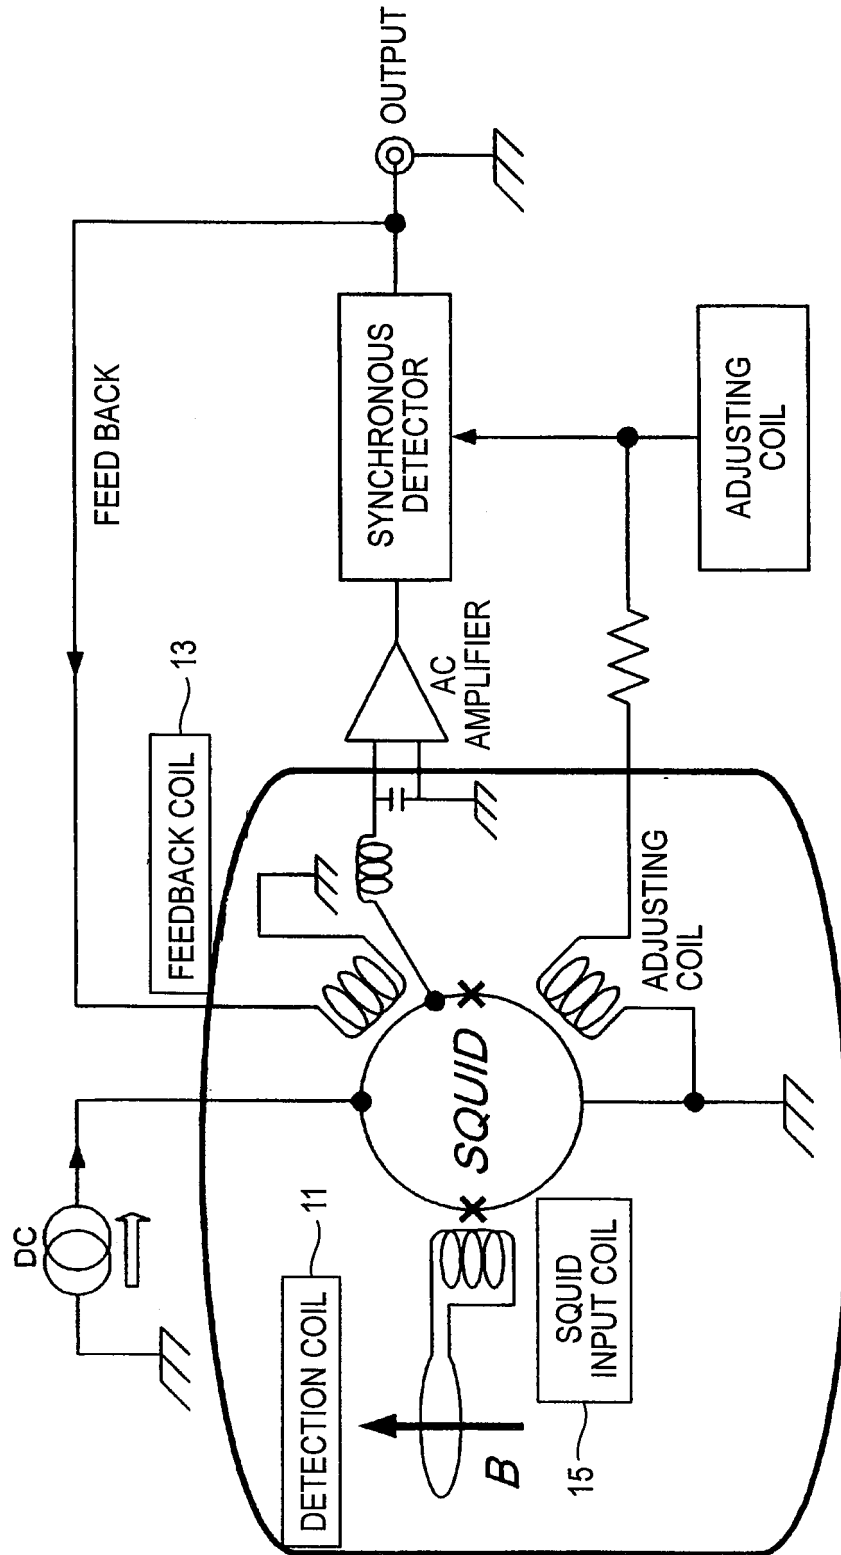 DC
FEED BACK
FEEDBACK COIL
13
OUTPUT
DETECTION COIL
11
SQUID
AC
AMPLIFIER
SYNCHRONOUS
DETECTOR
B
SQUID
INPUT COIL
15
ADJUSTING
COIL
ADJUSTING
COIL